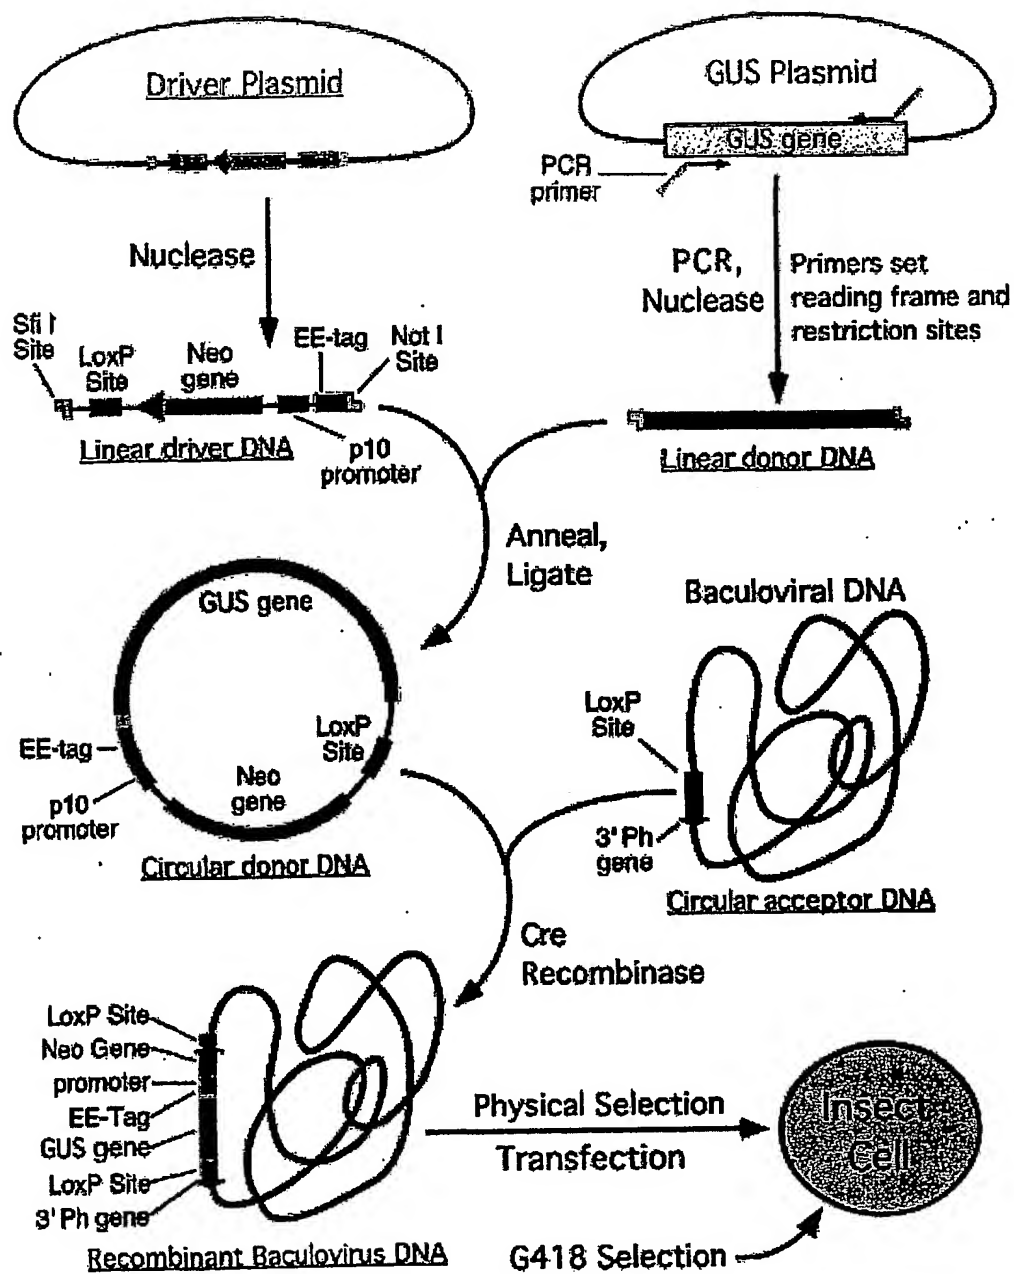 Driver Plasmid
GUS Plasmid
GUS gene
PCR
primer
Nuclease
PCR,
Nuclease
Primers set
reading frame and
restriction sites
Sfi I
Site
LoxP
Site
Neo
gene
EE-tag
Not I
Site
Linear driver DNA
p10
promoter
Linear donor DNA
Anneal,
Ligate
GUS gene
Baculoviral DNA
LoxP
Site
EE-tag
LoxP
Site
p10
promoter
Neo
gene
3' Ph
gene
Circular donor DNA
Circular acceptor DNA
Cre
Recombinase
LoxP Site
Neo Gene
promoter
EE-Tag
GUS gene
LoxP Site
3' Ph gene
Physical Selection
Transfection
Insect
Cell
Recombinant Baculovirus DNA
G418 Selection